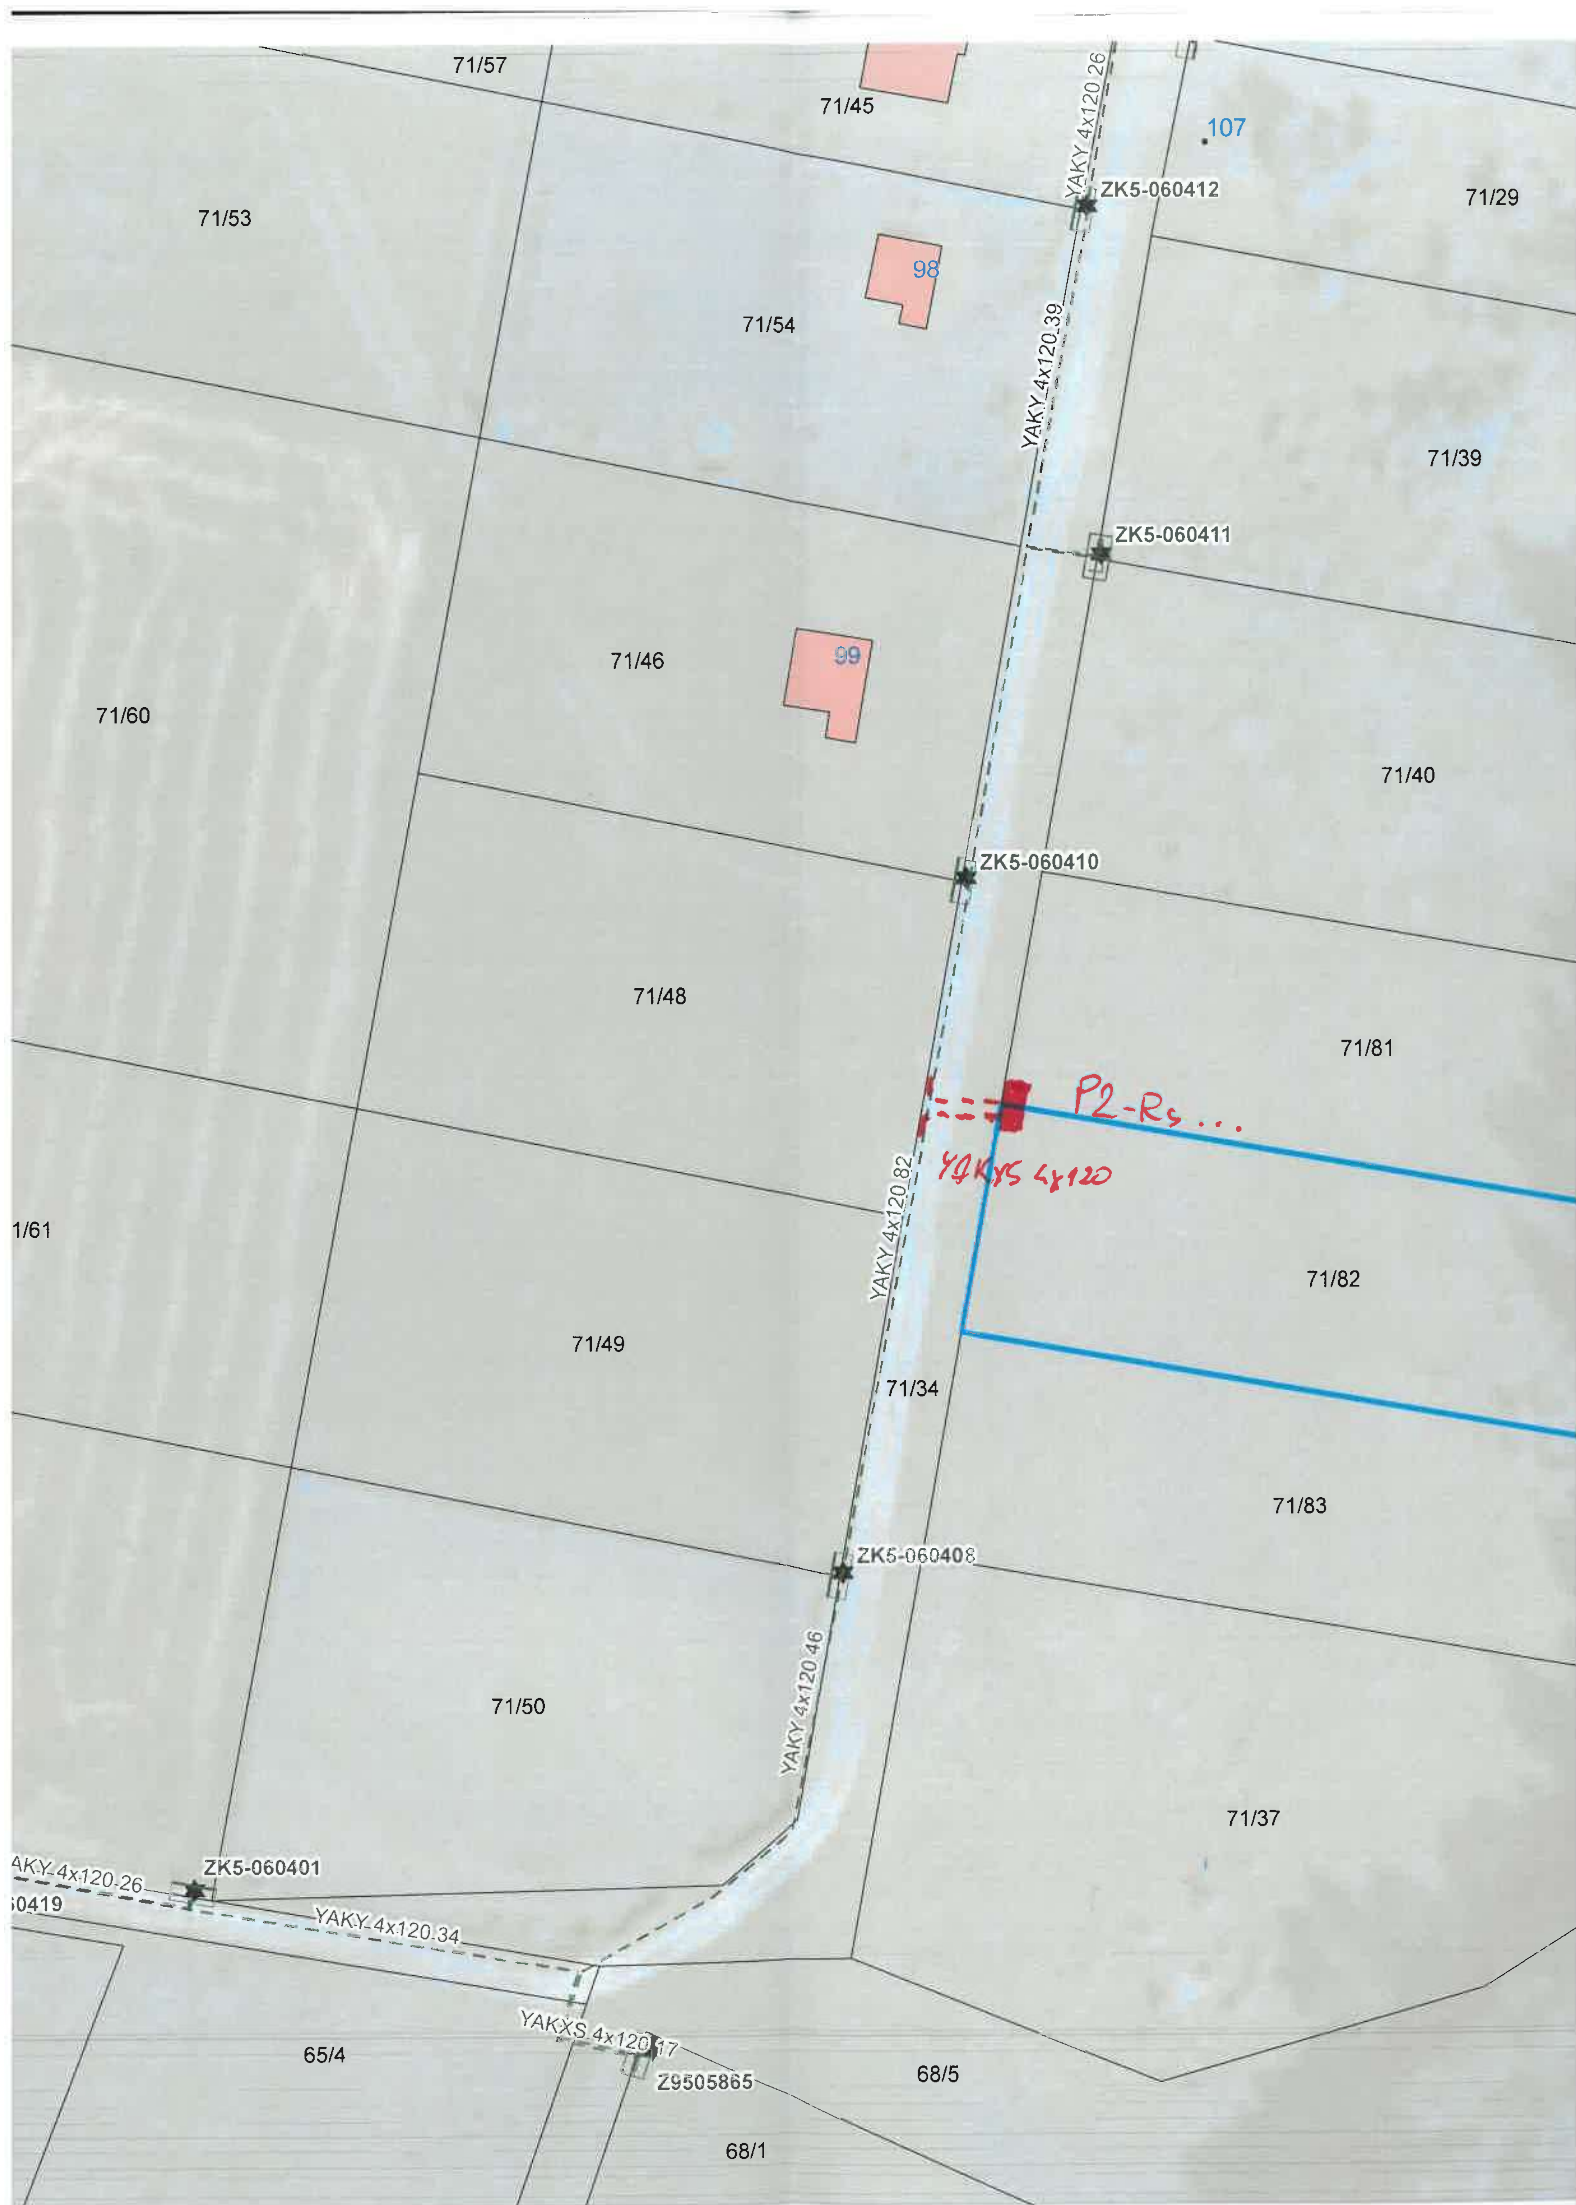 71/57
71/45
YAKY 4x120 26
107
71/53
ZK5-060412
71/29
98
71/54
YAKY 4x120 39
71/39
ZK5-060411
71/46
99
71/60
71/40
ZK5-060410
71/48
71/81
P2-Rs ...
YAKXS 4x120
YAKY 4x120 82
1/61
71/82
71/49
71/34
71/83
ZK5-060408
YAKY 4x120 46
71/50
71/37
AKY 4x120 26
ZK5-060401
60419
YAKY 4x120 34
YAKXS 4x120 17
65/4
Z9505865
68/5
68/1